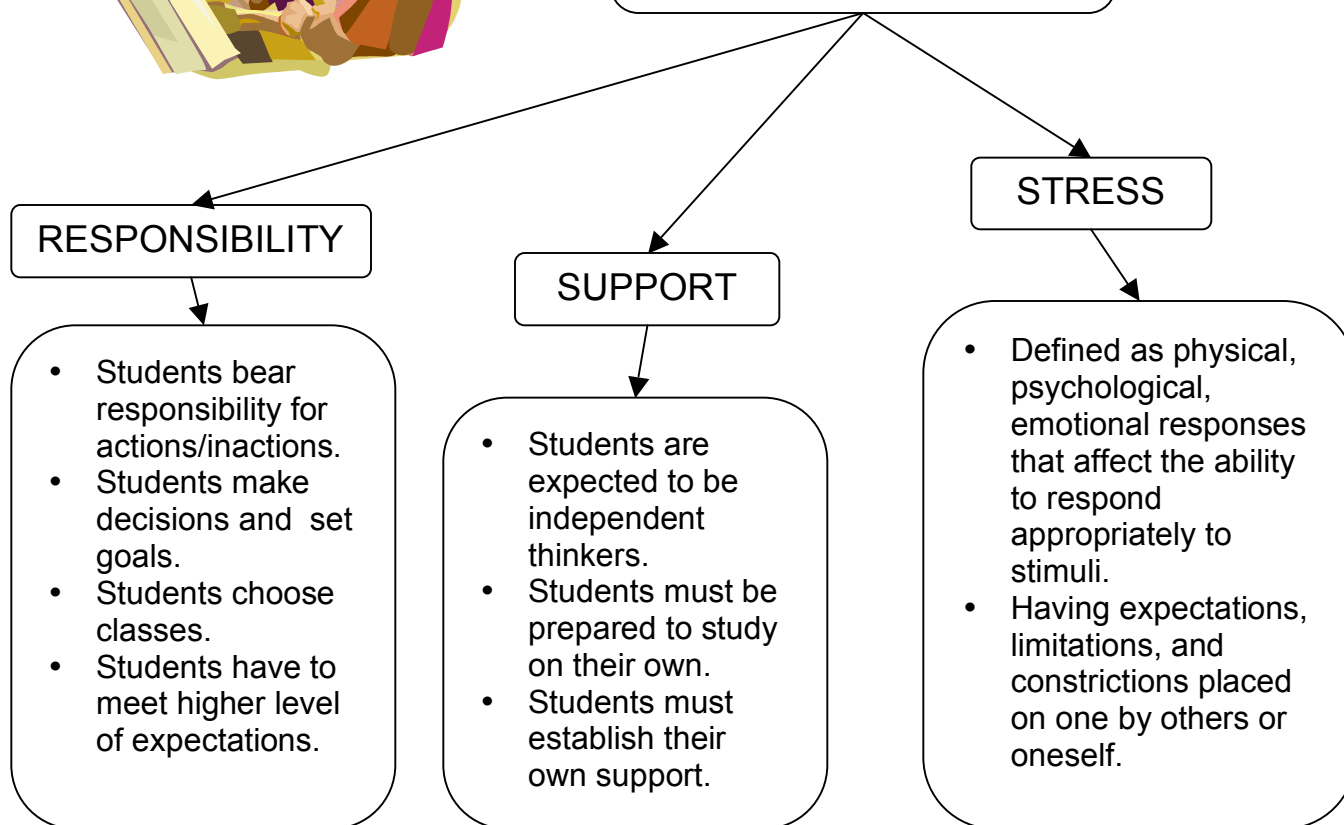 RESPONSIBILITY
• Students bear
responsibility for
actions/inactions.
• Students make
decisions and  set
goals.
• Students choose
classes.
• Students have to
meet higher level
of expectations.
SUPPORT
• Students are
expected to be
independent
thinkers.
• Students must be
prepared to study
on their own.
• Students must
establish their
own support.
STRESS
• Defined as physical,
psychological,
emotional responses
that affect the ability
to respond
appropriately to
stimuli.
• Having expectations,
limitations, and
constrictions placed
on one by others or
oneself.